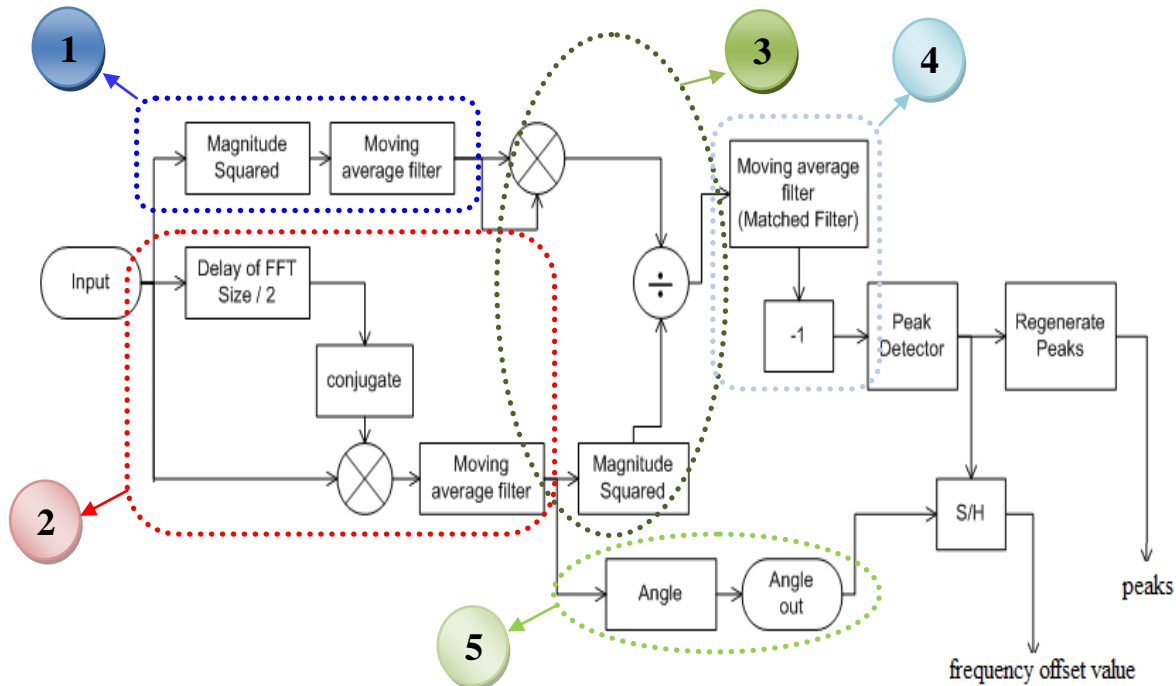 1
3
4
Magnitude
Squared
Moving
average filter
Moving average
filter
(Matched Filter)
Input
Delay of FFT
Size / 2
÷
-1
Peak
Detector
Regenerate
Peaks
conjugate
Moving
average filter
Magnitude
Squared
2
S/H
Angle
Angle
out
peaks
5
frequency offset value